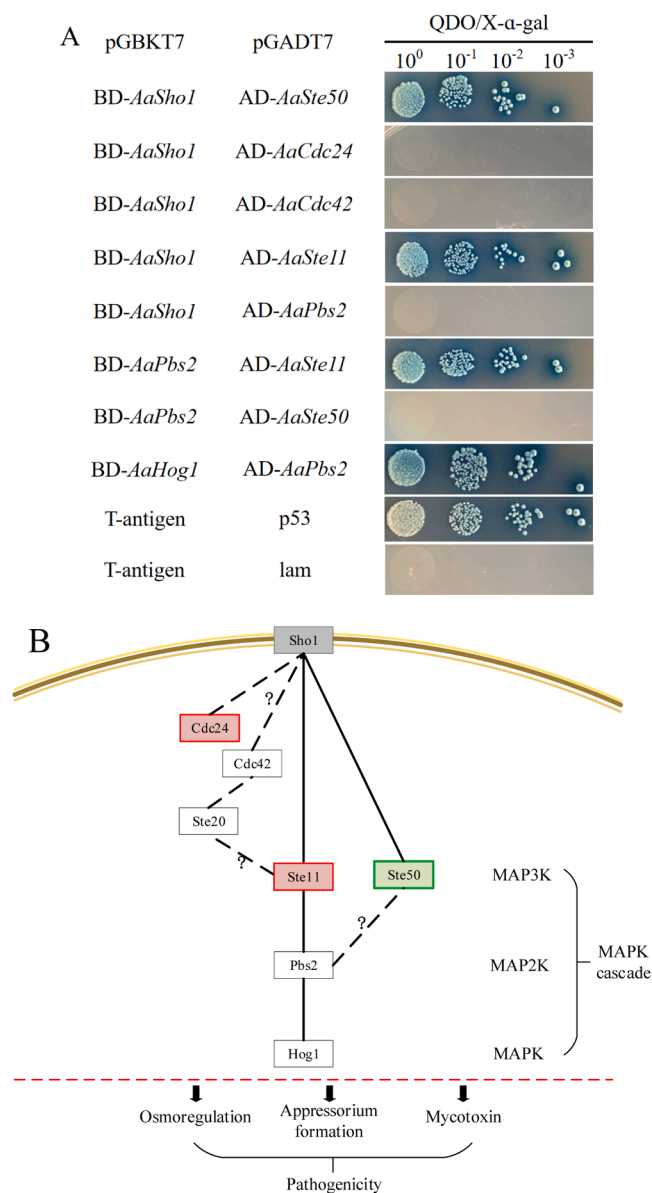 A
pGBKT7 pGADT7 QDO/X-α-gal
10⁰ 10⁻¹ 10⁻² 10⁻³
BD-AaSho1 AD-AaSte50
BD-AaSho1 AD-AaCdc24
BD-AaSho1 AD-AaCdc42
BD-AaSho1 AD-AaSte11
BD-AaSho1 AD-AaPbs2
BD-AaPbs2 AD-AaSte11
BD-AaPbs2 AD-AaSte50
BD-AaHog1 AD-AaPbs2
T-antigen p53
T-antigen lam
B
Sho1
?
Cdc24
Cdc42
Ste20
?
Ste11 Ste50 MAP3K
?
Pbs2 MAP2K MAPK
cascade
Hog1 MAPK
Osmoregulation Appressorium
formation Mycotoxin
Pathogenicity